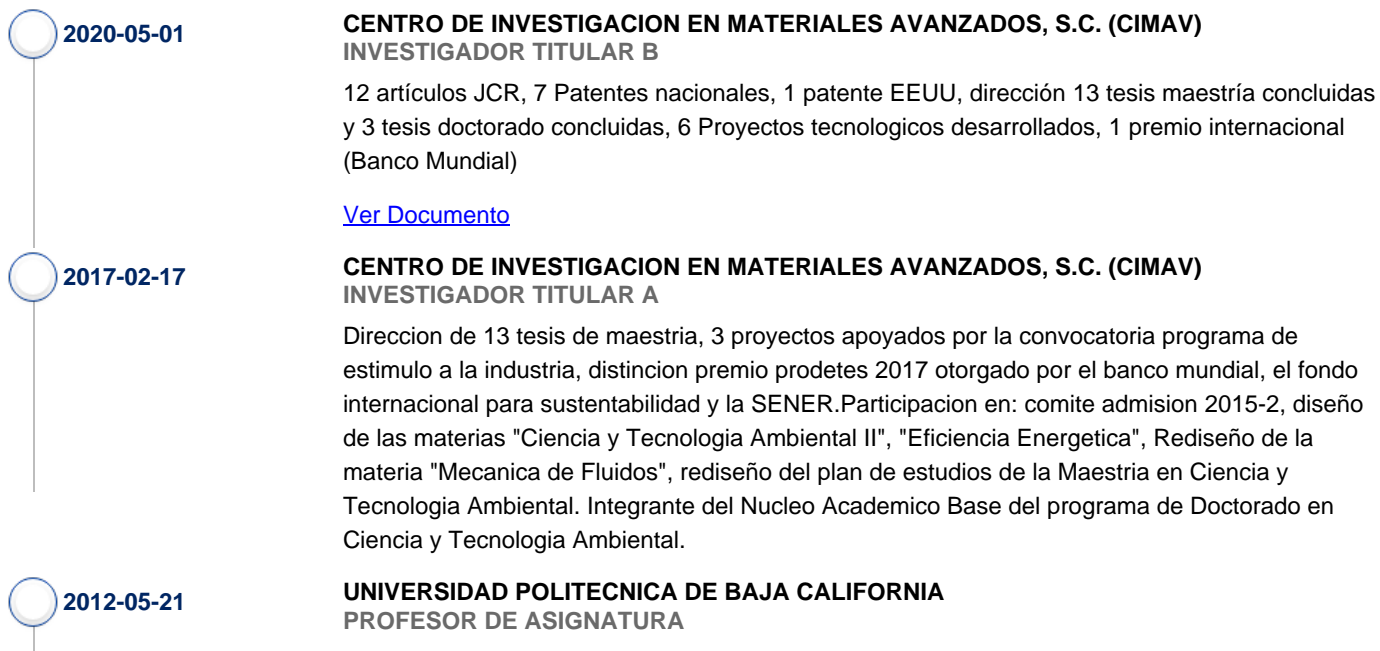 2020-05-01
CENTRO DE INVESTIGACION EN MATERIALES AVANZADOS, S.C. (CIMAV)
INVESTIGADOR TITULAR B
12 artículos JCR, 7 Patentes nacionales, 1 patente EEUU, dirección 13 tesis maestría concluidas
y 3 tesis doctorado concluidas, 6 Proyectos tecnologicos desarrollados, 1 premio internacional
(Banco Mundial)
Ver Documento
2017-02-17
CENTRO DE INVESTIGACION EN MATERIALES AVANZADOS, S.C. (CIMAV)
INVESTIGADOR TITULAR A
Direccion de 13 tesis de maestria, 3 proyectos apoyados por la convocatoria programa de
estimulo a la industria, distincion premio prodetes 2017 otorgado por el banco mundial, el fondo
internacional para sustentabilidad y la SENER.Participacion en: comite admision 2015-2, diseño
de las materias "Ciencia y Tecnologia Ambiental II", "Eficiencia Energetica", Rediseño de la
materia "Mecanica de Fluidos", rediseño del plan de estudios de la Maestria en Ciencia y
Tecnologia Ambiental. Integrante del Nucleo Academico Base del programa de Doctorado en
Ciencia y Tecnologia Ambiental.
2012-05-21
UNIVERSIDAD POLITECNICA DE BAJA CALIFORNIA
PROFESOR DE ASIGNATURA